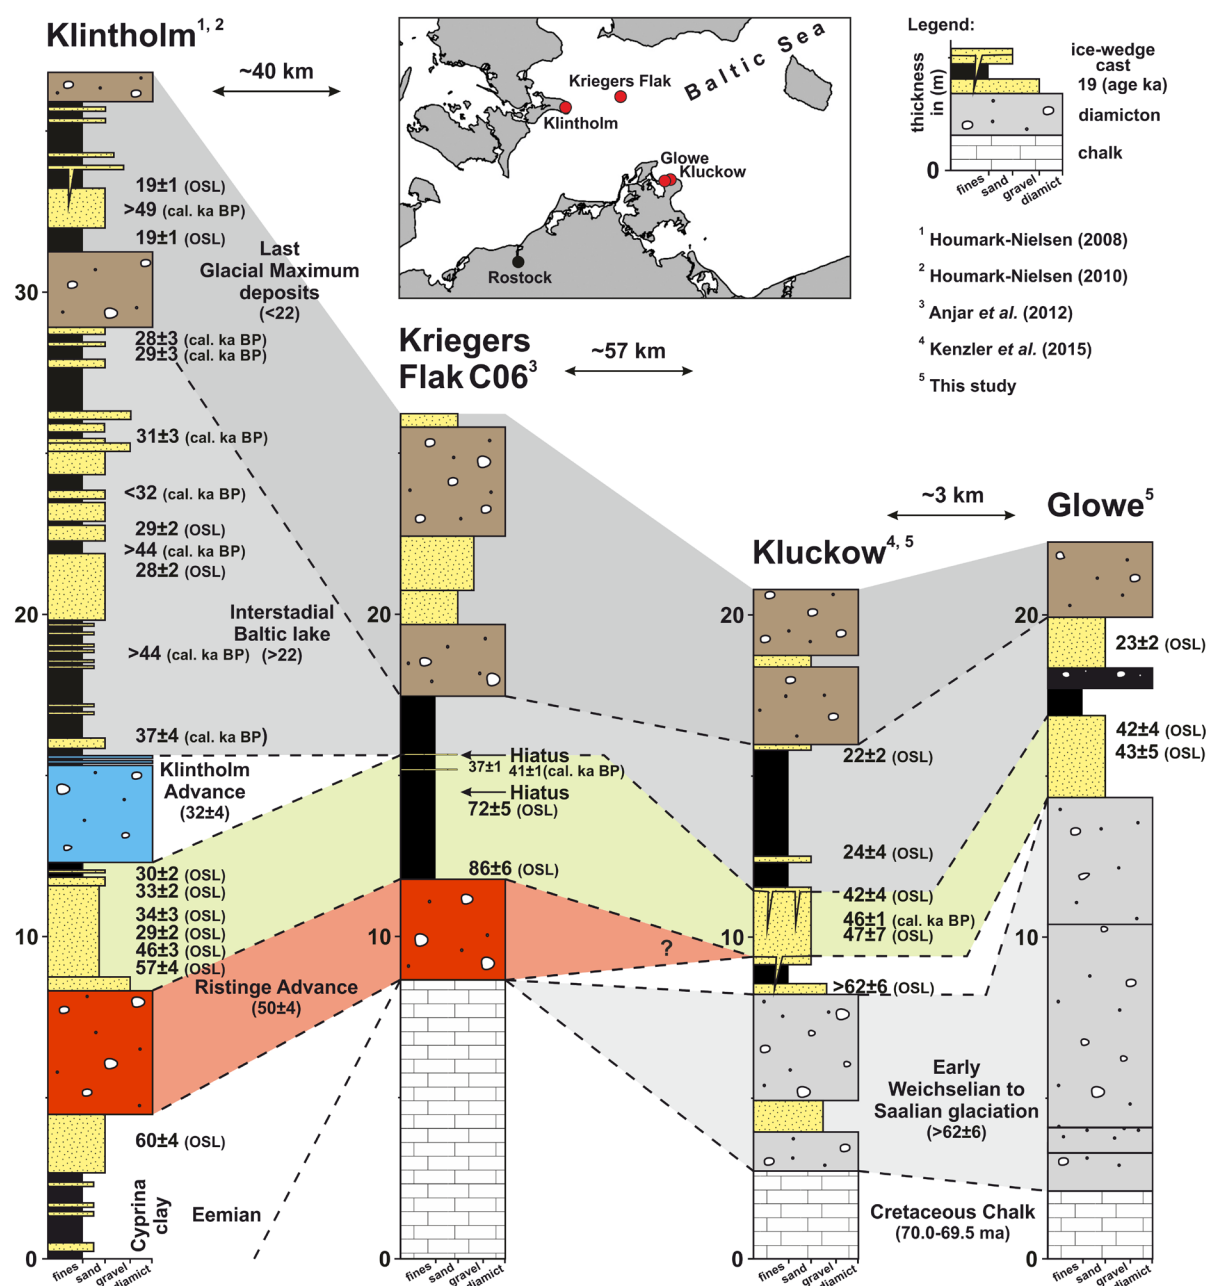 Klintholm1, 2
~40 km
Kriegers Flak
Klintholm
Glowe
Kluckow
Rostock
Baltic Sea
Legend:
thickness
in (m)
0
ice-wedge
cast
19 (age ka)
diamicton
chalk
fines
sand
gravel
diamict
1 Houmark-Nielsen (2008)
2 Houmark-Nielsen (2010)
3 Anjar et al. (2012)
4 Kenzler et al. (2015)
5 This study
19±1 (OSL)
>49 (cal. ka BP)
19±1 (OSL)
Last
Glacial Maximum
deposits
(<22)
30
28±3 (cal. ka BP)
29±3 (cal. ka BP)
31±3 (cal. ka BP)
<32 (cal. ka BP)
29±2 (OSL)
>44 (cal. ka BP)
28±2 (OSL)
20
Interstadial
Baltic lake
(>22)
>44 (cal. ka BP)
37±4 (cal. ka BP)
Klintholm
Advance
(32±4)
30±2 (OSL)
33±2 (OSL)
34±3 (OSL)
29±2 (OSL)
46±3 (OSL)
57±4 (OSL)
10
Ristinge Advance
(50±4)
60±4 (OSL)
Cyprina
clay
Eemian
0
fines
sand
gravel
diamict
Kriegers
Flak C063
~57 km
20
Hiatus
37±1
41±1(cal. ka BP)
Hiatus
72±5 (OSL)
86±6 (OSL)
10
?
0
fines
sand
gravel
diamict
Kluckow4, 5
~3 km
20
22±2 (OSL)
24±4 (OSL)
42±4 (OSL)
46±1 (cal. ka BP)
47±7 (OSL)
10
>62±6 (OSL)
Early
Weichselian to
Saalian glaciation
(>62±6)
Cretaceous Chalk
(70.0-69.5 ma)
0
fines
sand
gravel
diamict
Glowe5
20
23±2 (OSL)
42±4 (OSL)
43±5 (OSL)
10
0
fines
sand
gravel
diamict